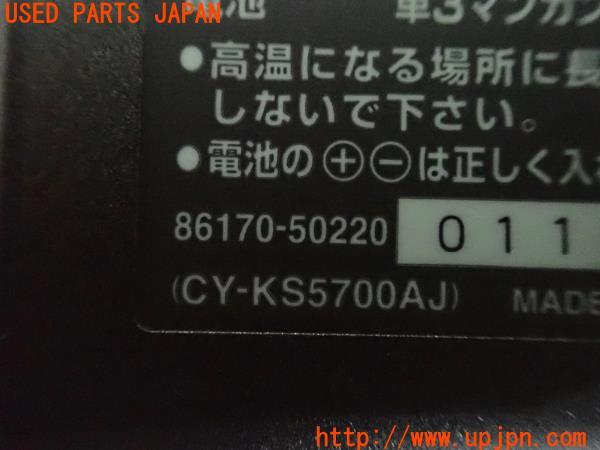 USED PARTS JAPAN
電池 単3マンガン
●高温になる場所に長
しないで下さい。
●電池の⊕⊖は正しく入れ
86170-50220 011
(CY-KS5700AJ) MADE
http://www.upjpn.com/